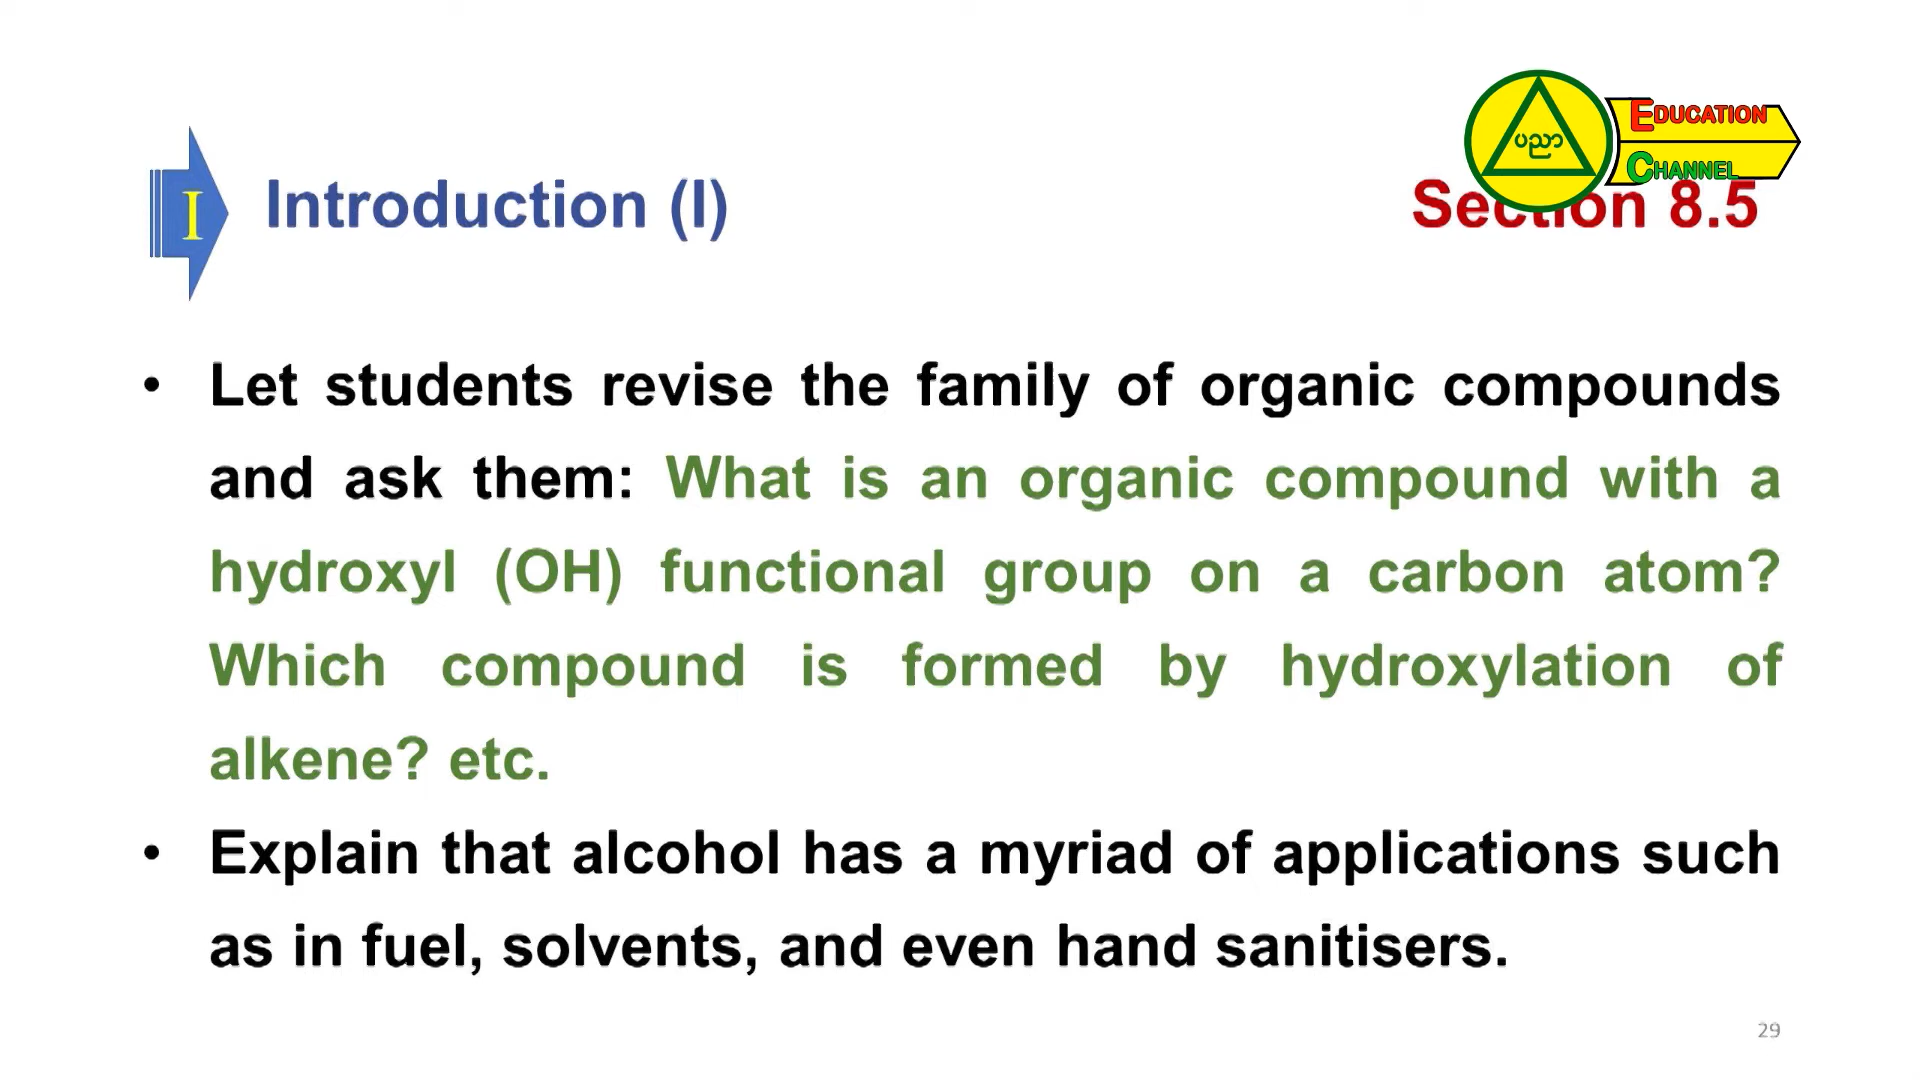 ပညာ
EDUCATION
CHANNEL
I
Introduction (I)
Section 8.5
• Let students revise the family of organic compounds
and ask them: What is an organic compound with a
hydroxyl (OH) functional group on a carbon atom?
Which compound is formed by hydroxylation of
alkene? etc.
• Explain that alcohol has a myriad of applications such
as in fuel, solvents, and even hand sanitisers.
29